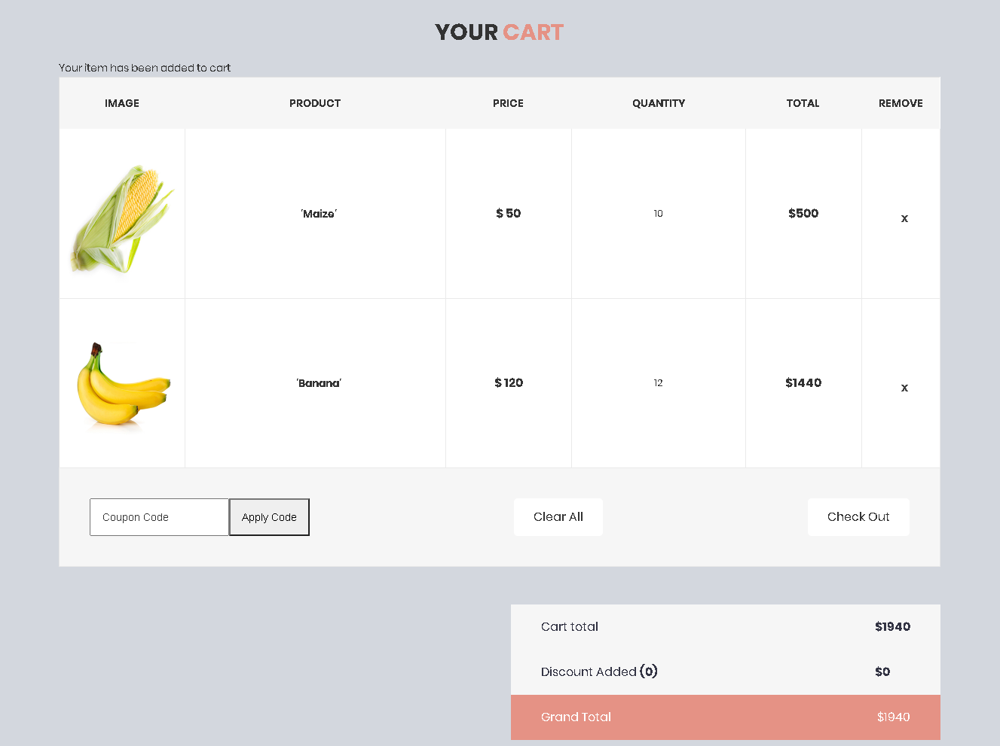 YOUR CART
Your item has been added to cart
IMAGE PRODUCT PRICE QUANTITY TOTAL REMOVE
'Maize' $ 50 10 $500 x
'Banana' $ 120 12 $1440 x
Coupon Code Apply Code Clear All Check Out
Cart total $1940
Discount Added (0) $0
Grand Total $1940